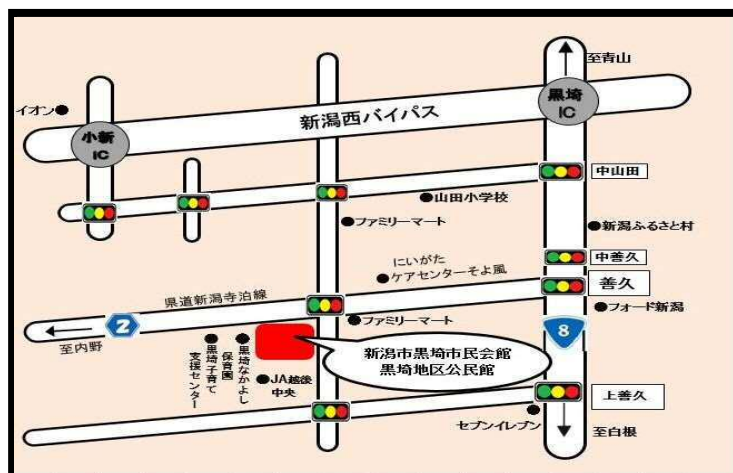 至青山
イオン
黒埼
IC
新潟西バイパス
小新
IC
中山田
山田小学校
ファミリーマート
新潟ふるさと村
中善久
にいがた
ケアセンターそよ風
善久
県道新潟寺泊線
フォード新潟
2
ファミリーマート
8
至内野
新潟市黒埼市民会館
黒埼地区公民館
黒埼なかよし
保育園
黒埼子育て
支援センター
JA越後
中央
上善久
セブンイレブン
至白根